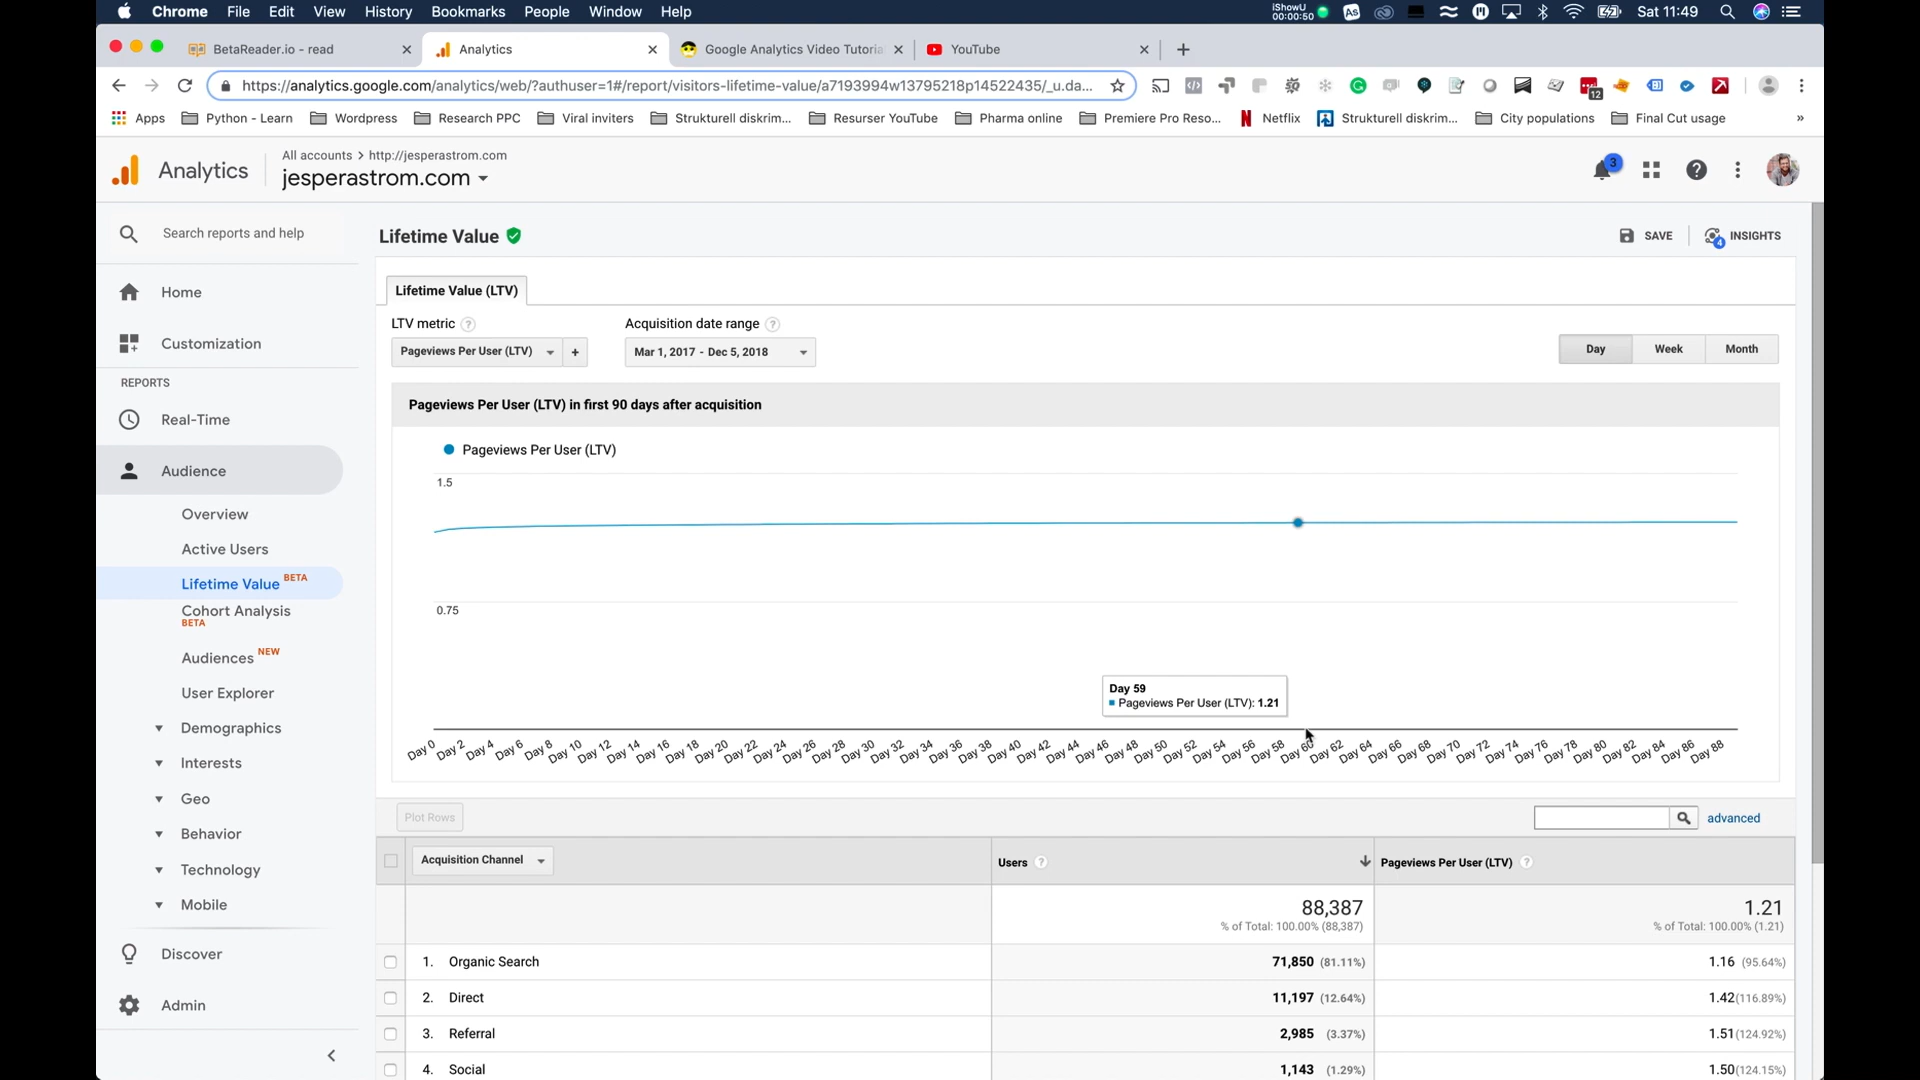 Chrome File Edit View History Bookmarks People Window Help
iShowU 00:00:50 Sat 11:49
BetaReader.io - read
Analytics
Google Analytics Video Tutoria
YouTube
https://analytics.google.com/analytics/web/?authuser=1#/report/visitors-lifetime-value/a7193994w13795218p14522435/_u.da...
12
Apps Python - Learn Wordpress Research PPC Viral inviters Strukturell diskrim... Resurser YouTube Pharma online Premiere Pro Reso... Netflix Strukturell diskrim... City populations Final Cut usage »
Analytics
All accounts > http://jesperastrom.com
jesperastrom.com
3
Search reports and help
Home
Customization
REPORTS
Real-Time
Audience
Overview
Active Users
Lifetime Value BETA
Cohort Analysis
BETA
Audiences NEW
User Explorer
Demographics
Interests
Geo
Behavior
Technology
Mobile
Discover
Admin
Lifetime Value
SAVE
4 INSIGHTS
Lifetime Value (LTV)
LTV metric ?
Acquisition date range ?
Pageviews Per User (LTV) +
Mar 1, 2017 - Dec 5, 2018
Day Week Month
Pageviews Per User (LTV) in first 90 days after acquisition
Pageviews Per User (LTV)
1.5
0.75
Day 59
Pageviews Per User (LTV): 1.21
Day 0 Day 2 Day 4 Day 6 Day 8 Day 10 Day 12 Day 14 Day 16 Day 18 Day 20 Day 22 Day 24 Day 26 Day 28 Day 30 Day 32 Day 34 Day 36 Day 38 Day 40 Day 42 Day 44 Day 46 Day 48 Day 50 Day 52 Day 54 Day 56 Day 58 Day 60 Day 62 Day 64 Day 66 Day 68 Day 70 Day 72 Day 74 Day 76 Day 78 Day 80 Day 82 Day 84 Day 86 Day 88
Plot Rows
advanced
Acquisition Channel Users ? Pageviews Per User (LTV) ?
88,387 1.21
% of Total: 100.00% (88,387) % of Total: 100.00% (1.21)
1. Organic Search 71,850 (81.11%) 1.16 (95.64%)
2. Direct 11,197 (12.64%) 1.42(116.89%)
3. Referral 2,985 (3.37%) 1.51(124.92%)
4. Social 1,143 (1.29%) 1.50(124.15%)